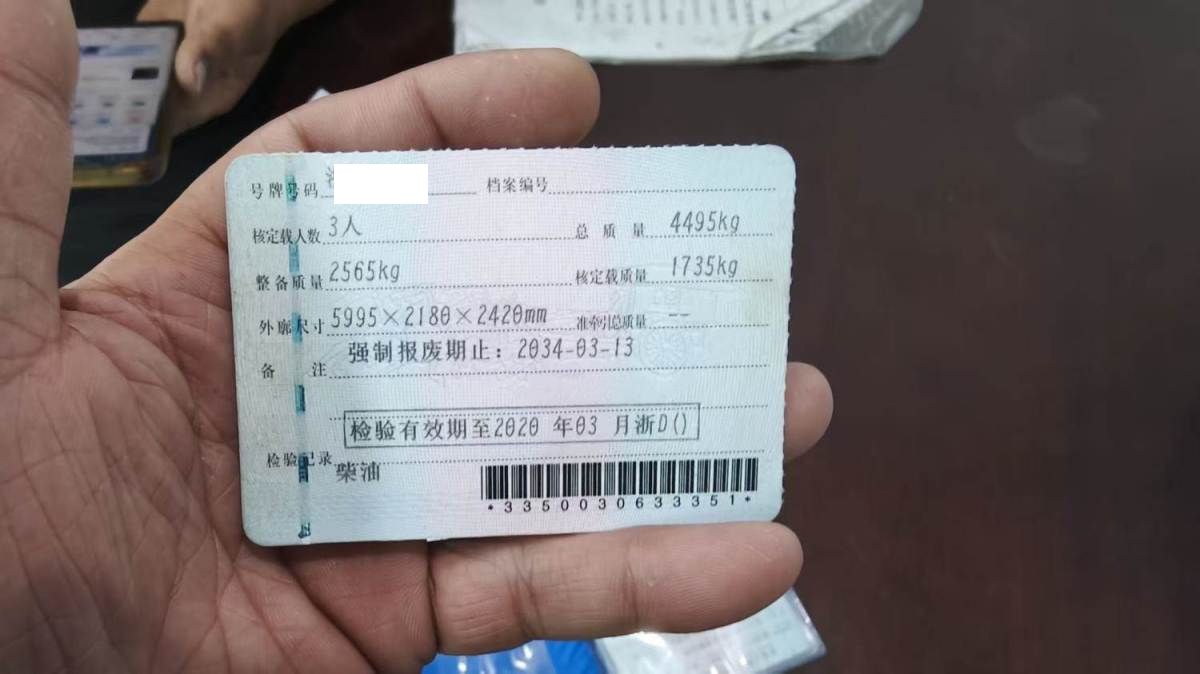 号牌号码 档案编号
核定载人数 3人 总质量 4495kg
整备质量 2565kg 核定载质量 1735kg
外廓尺寸 5995×2180×2420mm 准牵引总质量 --
备注 强制报废期止：2034-03-13
检验有效期至2020 年03 月浙D()
检验记录
柴油
*3350030633351*